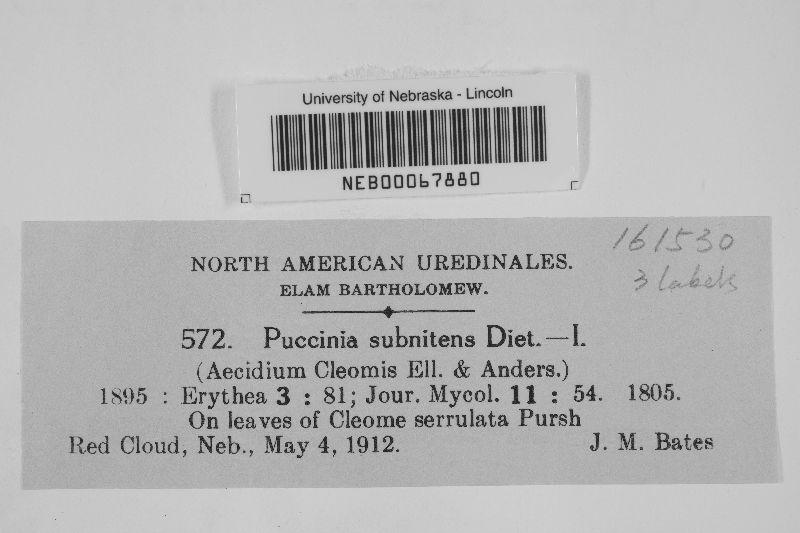 University of Nebraska - Lincoln
NEB00067880
161530
3 labels
NORTH AMERICAN UREDINALES.
ELAM BARTHOLOMEW.
572. Puccinia subnitens Diet.—I.
(Aecidium Cleomis Ell. & Anders.)
1895 : Erythea 3 : 81; Jour. Mycol. 11 : 54. 1805.
On leaves of Cleome serrulata Pursh
Red Cloud, Neb., May 4, 1912. J. M. Bates